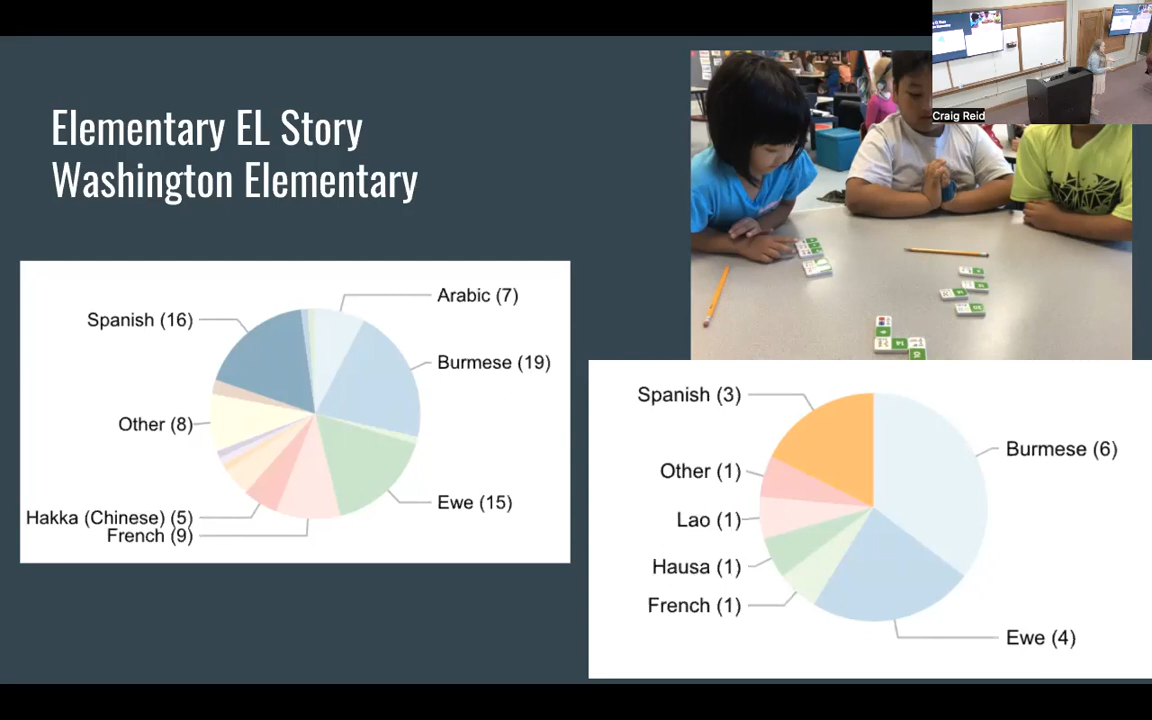 Elementary EL Story
Washington Elementary
Craig Reid
Arabic (7)
Spanish (16)
Burmese (19)
Other (8)
Ewe (15)
Hakka (Chinese) (5)
French (9)
Spanish (3)
Burmese (6)
Other (1)
Lao (1)
Hausa (1)
French (1)
Ewe (4)